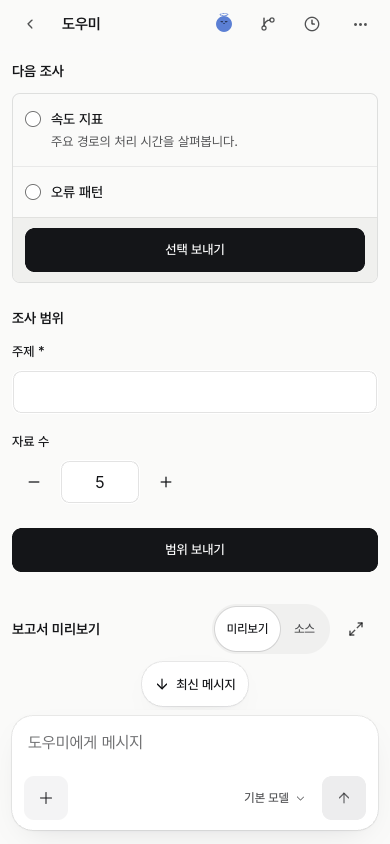 도우미
다음 조사
속도 지표
주요 경로의 처리 시간을 살펴봅니다.
오류 패턴
선택 보내기
조사 범위
주제 *
자료 수
5
범위 보내기
보고서 미리보기
미리보기
소스
최신 메시지
도우미에게 메시지
기본 모델